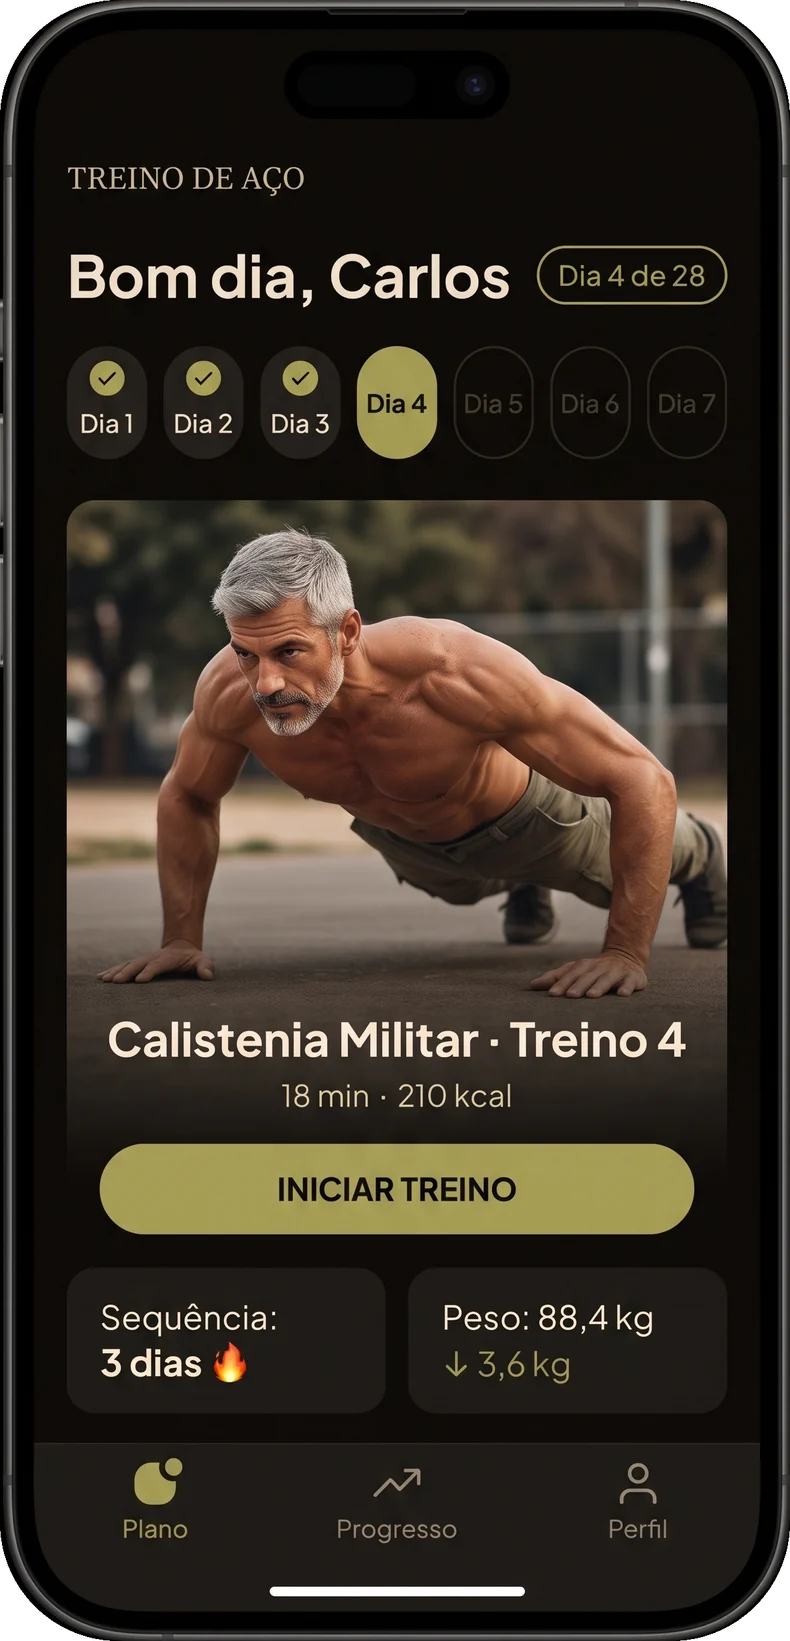 TREINO DE AÇO
Bom dia, Carlos
Dia 4 de 28
Dia 1
Dia 2
Dia 3
Dia 4
Dia 5
Dia 6
Dia 7
Calistenia Militar · Treino 4
18 min · 210 kcal
INICIAR TREINO
Sequência:
3 dias 🔥
Peso: 88,4 kg
↓ 3,6 kg
Plano
Progresso
Perfil